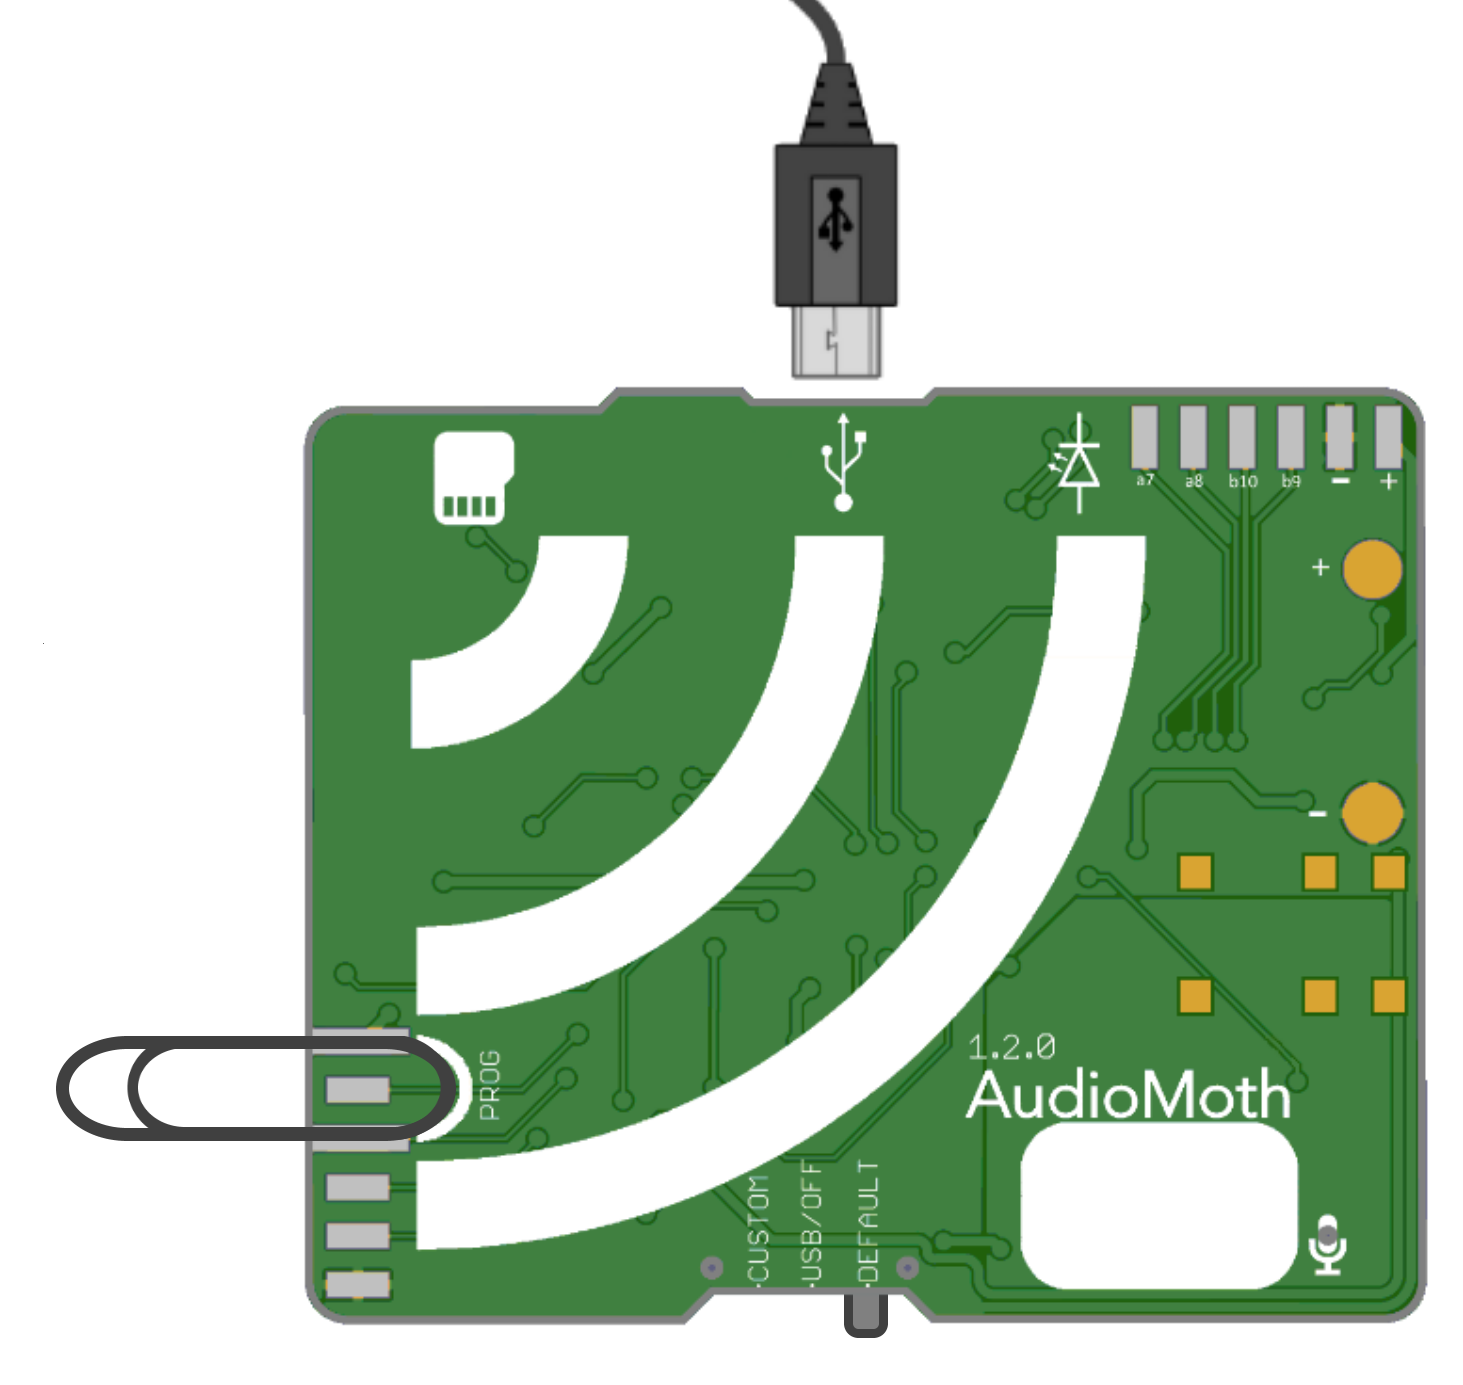 a7 a8 b10 b9 - +
+
-
PROG
1.2.0
AudioMoth
·CUSTOM
·USB/OFF
·DEFAULT